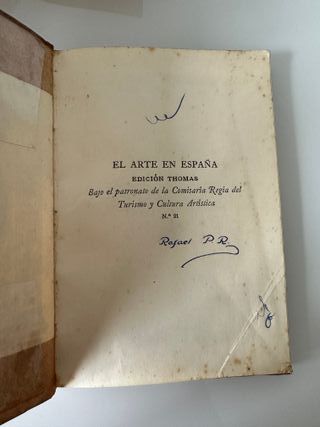 EL ARTE EN ESPAÑA
EDICIÓN THOMAS
Bajo el patronato de la Comisaría Regia del
Turismo y Cultura Artística
N.º 21
Rafael P. R.